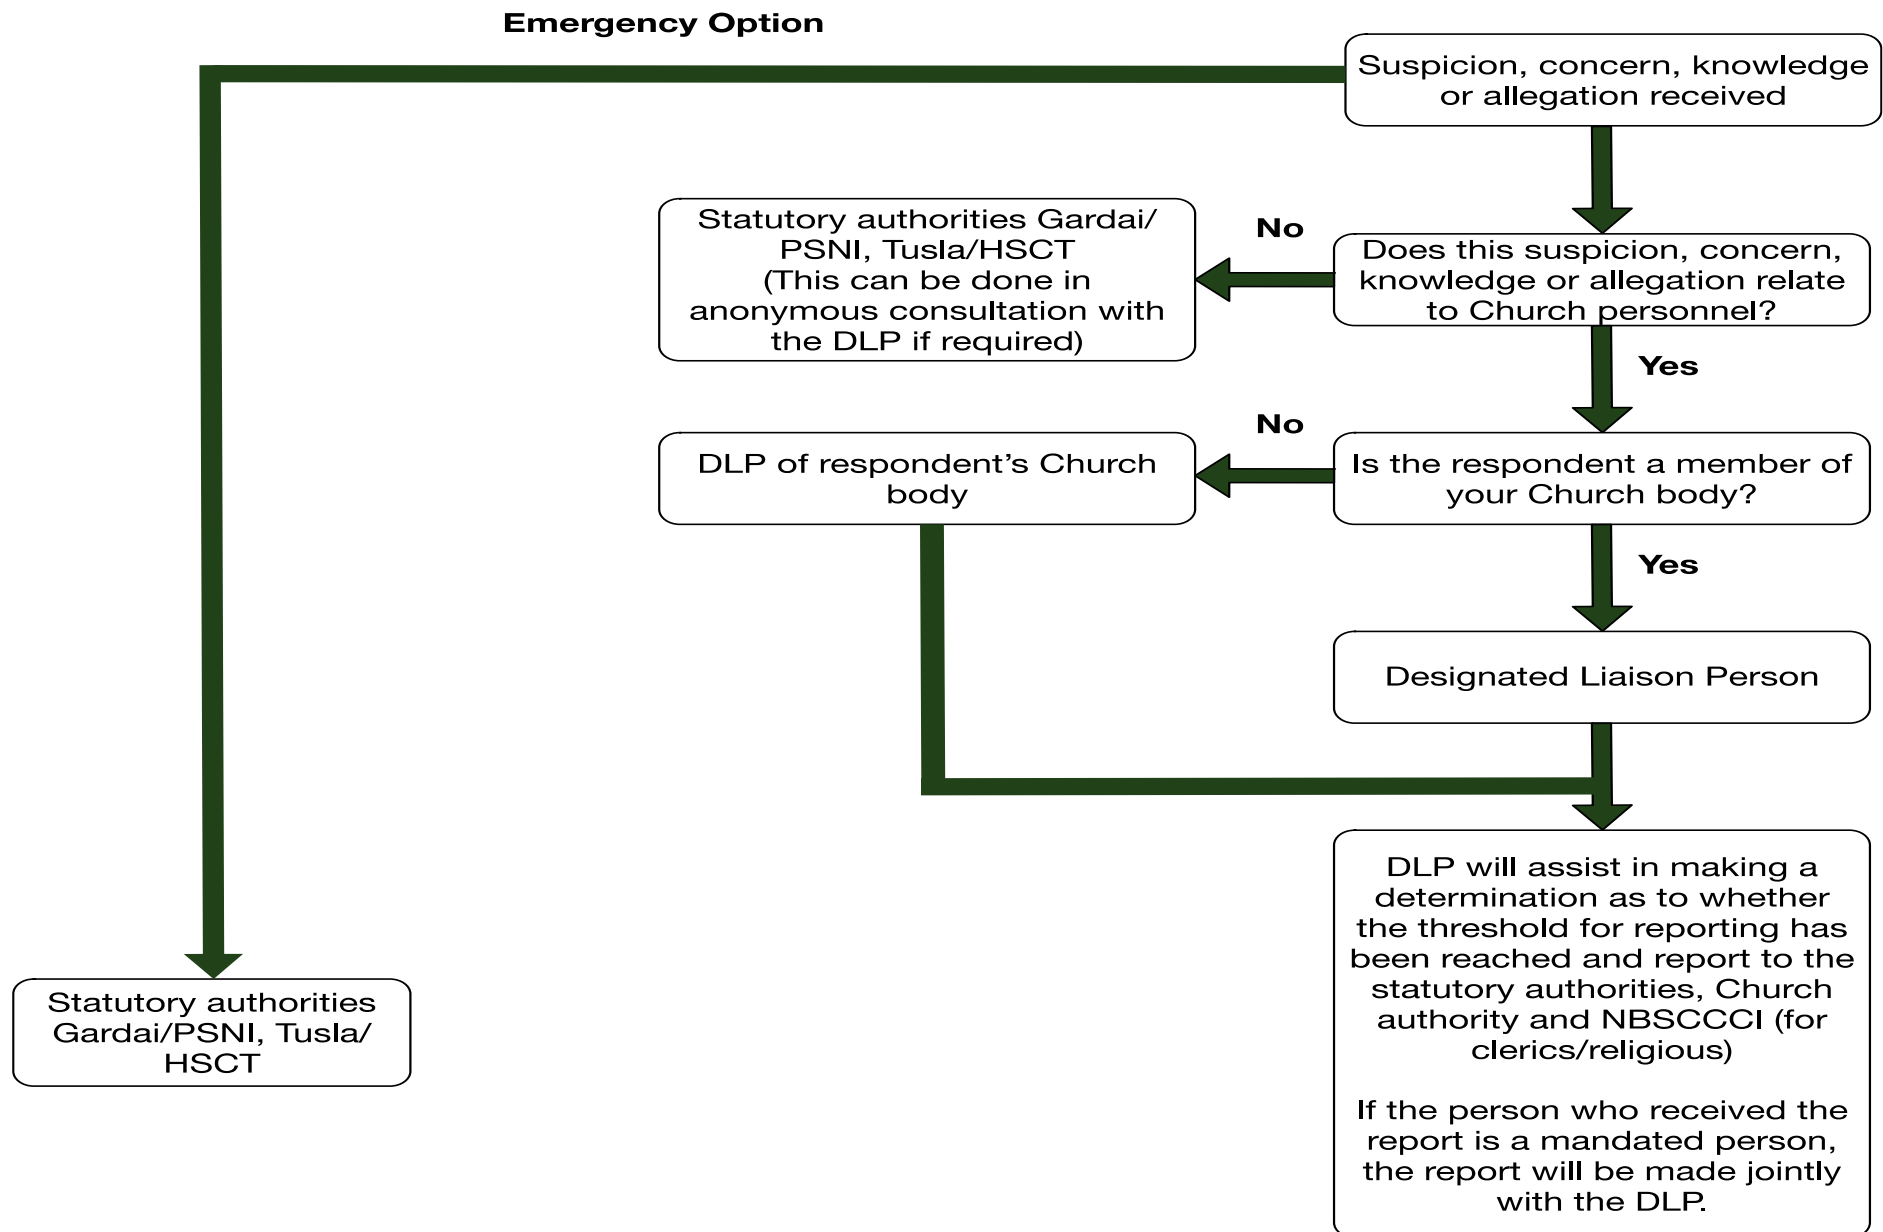 Emergency Option
Suspicion, concern, knowledge
or allegation received
Statutory authorities Gardai/
PSNI, Tusla/HSCT
(This can be done in
anonymous consultation with
the DLP if required)
No
Does this suspicion, concern,
knowledge or allegation relate
to Church personnel?
Yes
DLP of respondent’s Church
body
No
Is the respondent a member of
your Church body?
Yes
Designated Liaison Person
DLP will assist in making a
determination as to whether
the threshold for reporting has
been reached and report to the
statutory authorities, Church
authority and NBSCCCI (for
clerics/religious)
If the person who received the
report is a mandated person,
the report will be made jointly
with the DLP.
Statutory authorities
Gardai/PSNI, Tusla/
HSCT